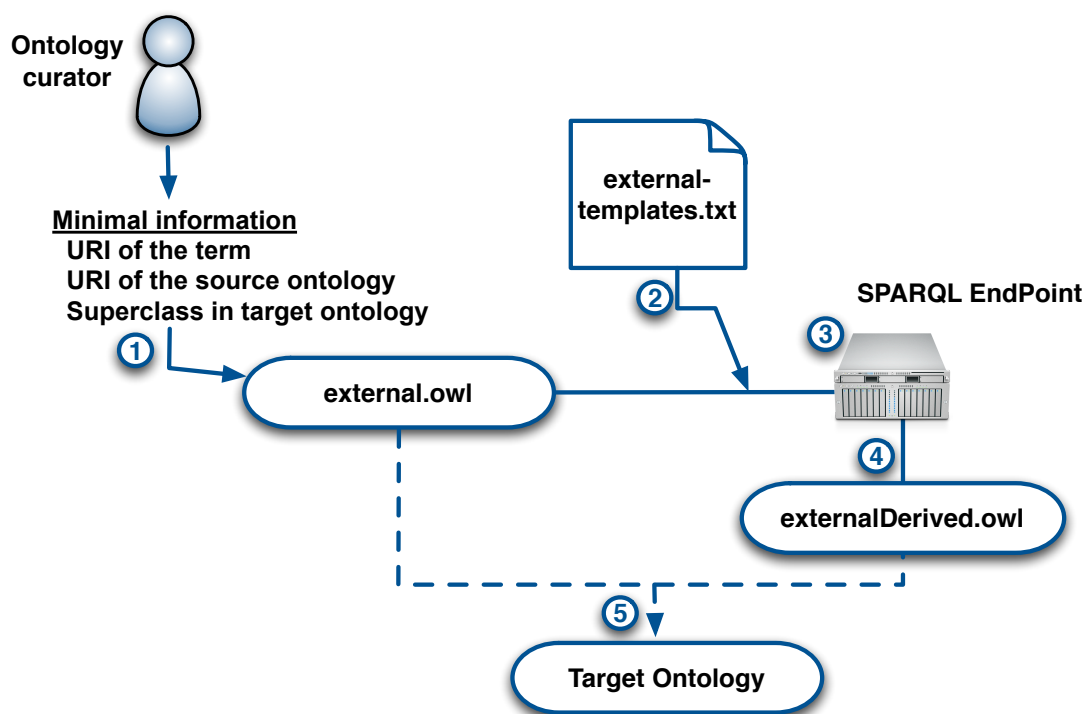 Ontology
curator
Minimal information
URI of the term
URI of the source ontology
Superclass in target ontology
1
external.owl
external-
templates.txt
2
SPARQL EndPoint
3
4
externalDerived.owl
5
Target Ontology